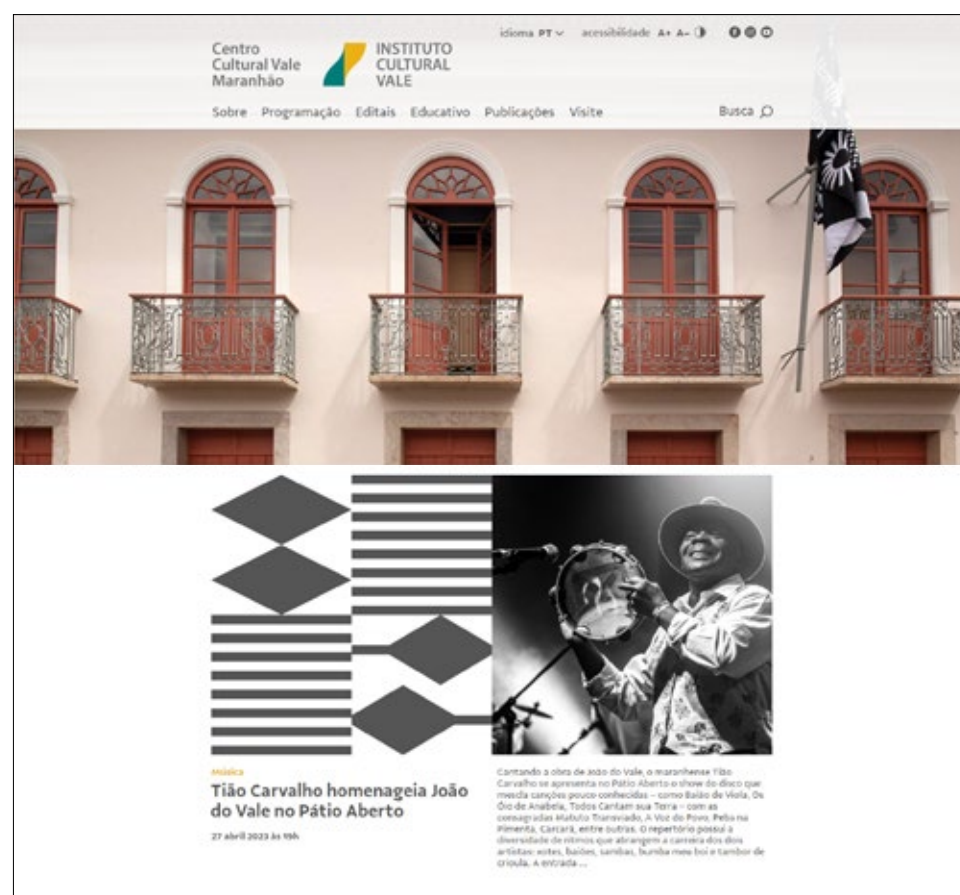 idioma PT acessibilidade A+ A-
Centro
Cultural Vale
Maranhão
INSTITUTO
CULTURAL
VALE
Sobre Programação Editais Educativo Publicações Visite Busca
Música
Tião Carvalho homenageia João
do Vale no Pátio Aberto
27 abril 2023 às 19h
Cantando a obra de João do Vale, o maranhense Tião
Carvalho se apresenta no Pátio Aberto o show do disco que
mescla canções pouco conhecidas – como Baião de Viola, Os
Óio de Anabela, Todos Cantam sua Terra – com as
consagradas Matuto Transviado, A Voz do Povo, Peba na
Pimenta, Carcará, entre outras. O repertório possui a
diversidade de ritmos que abrangem a carreira dos dois
artistas: xotes, baiões, sambas, bumba meu boi e tambor de
crioula. A entrada ...